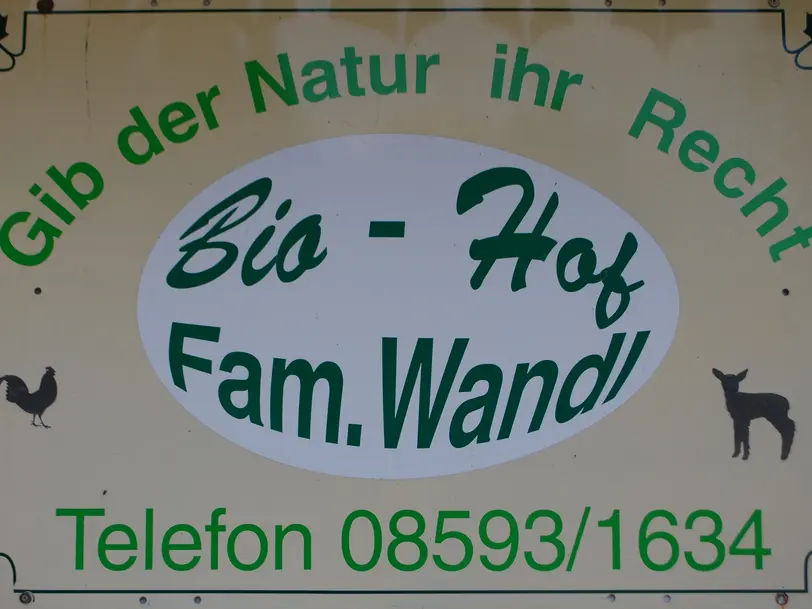 Gib der Natur ihr Recht
Bio - Hof
Fam. Wandl
Telefon 08593/1634